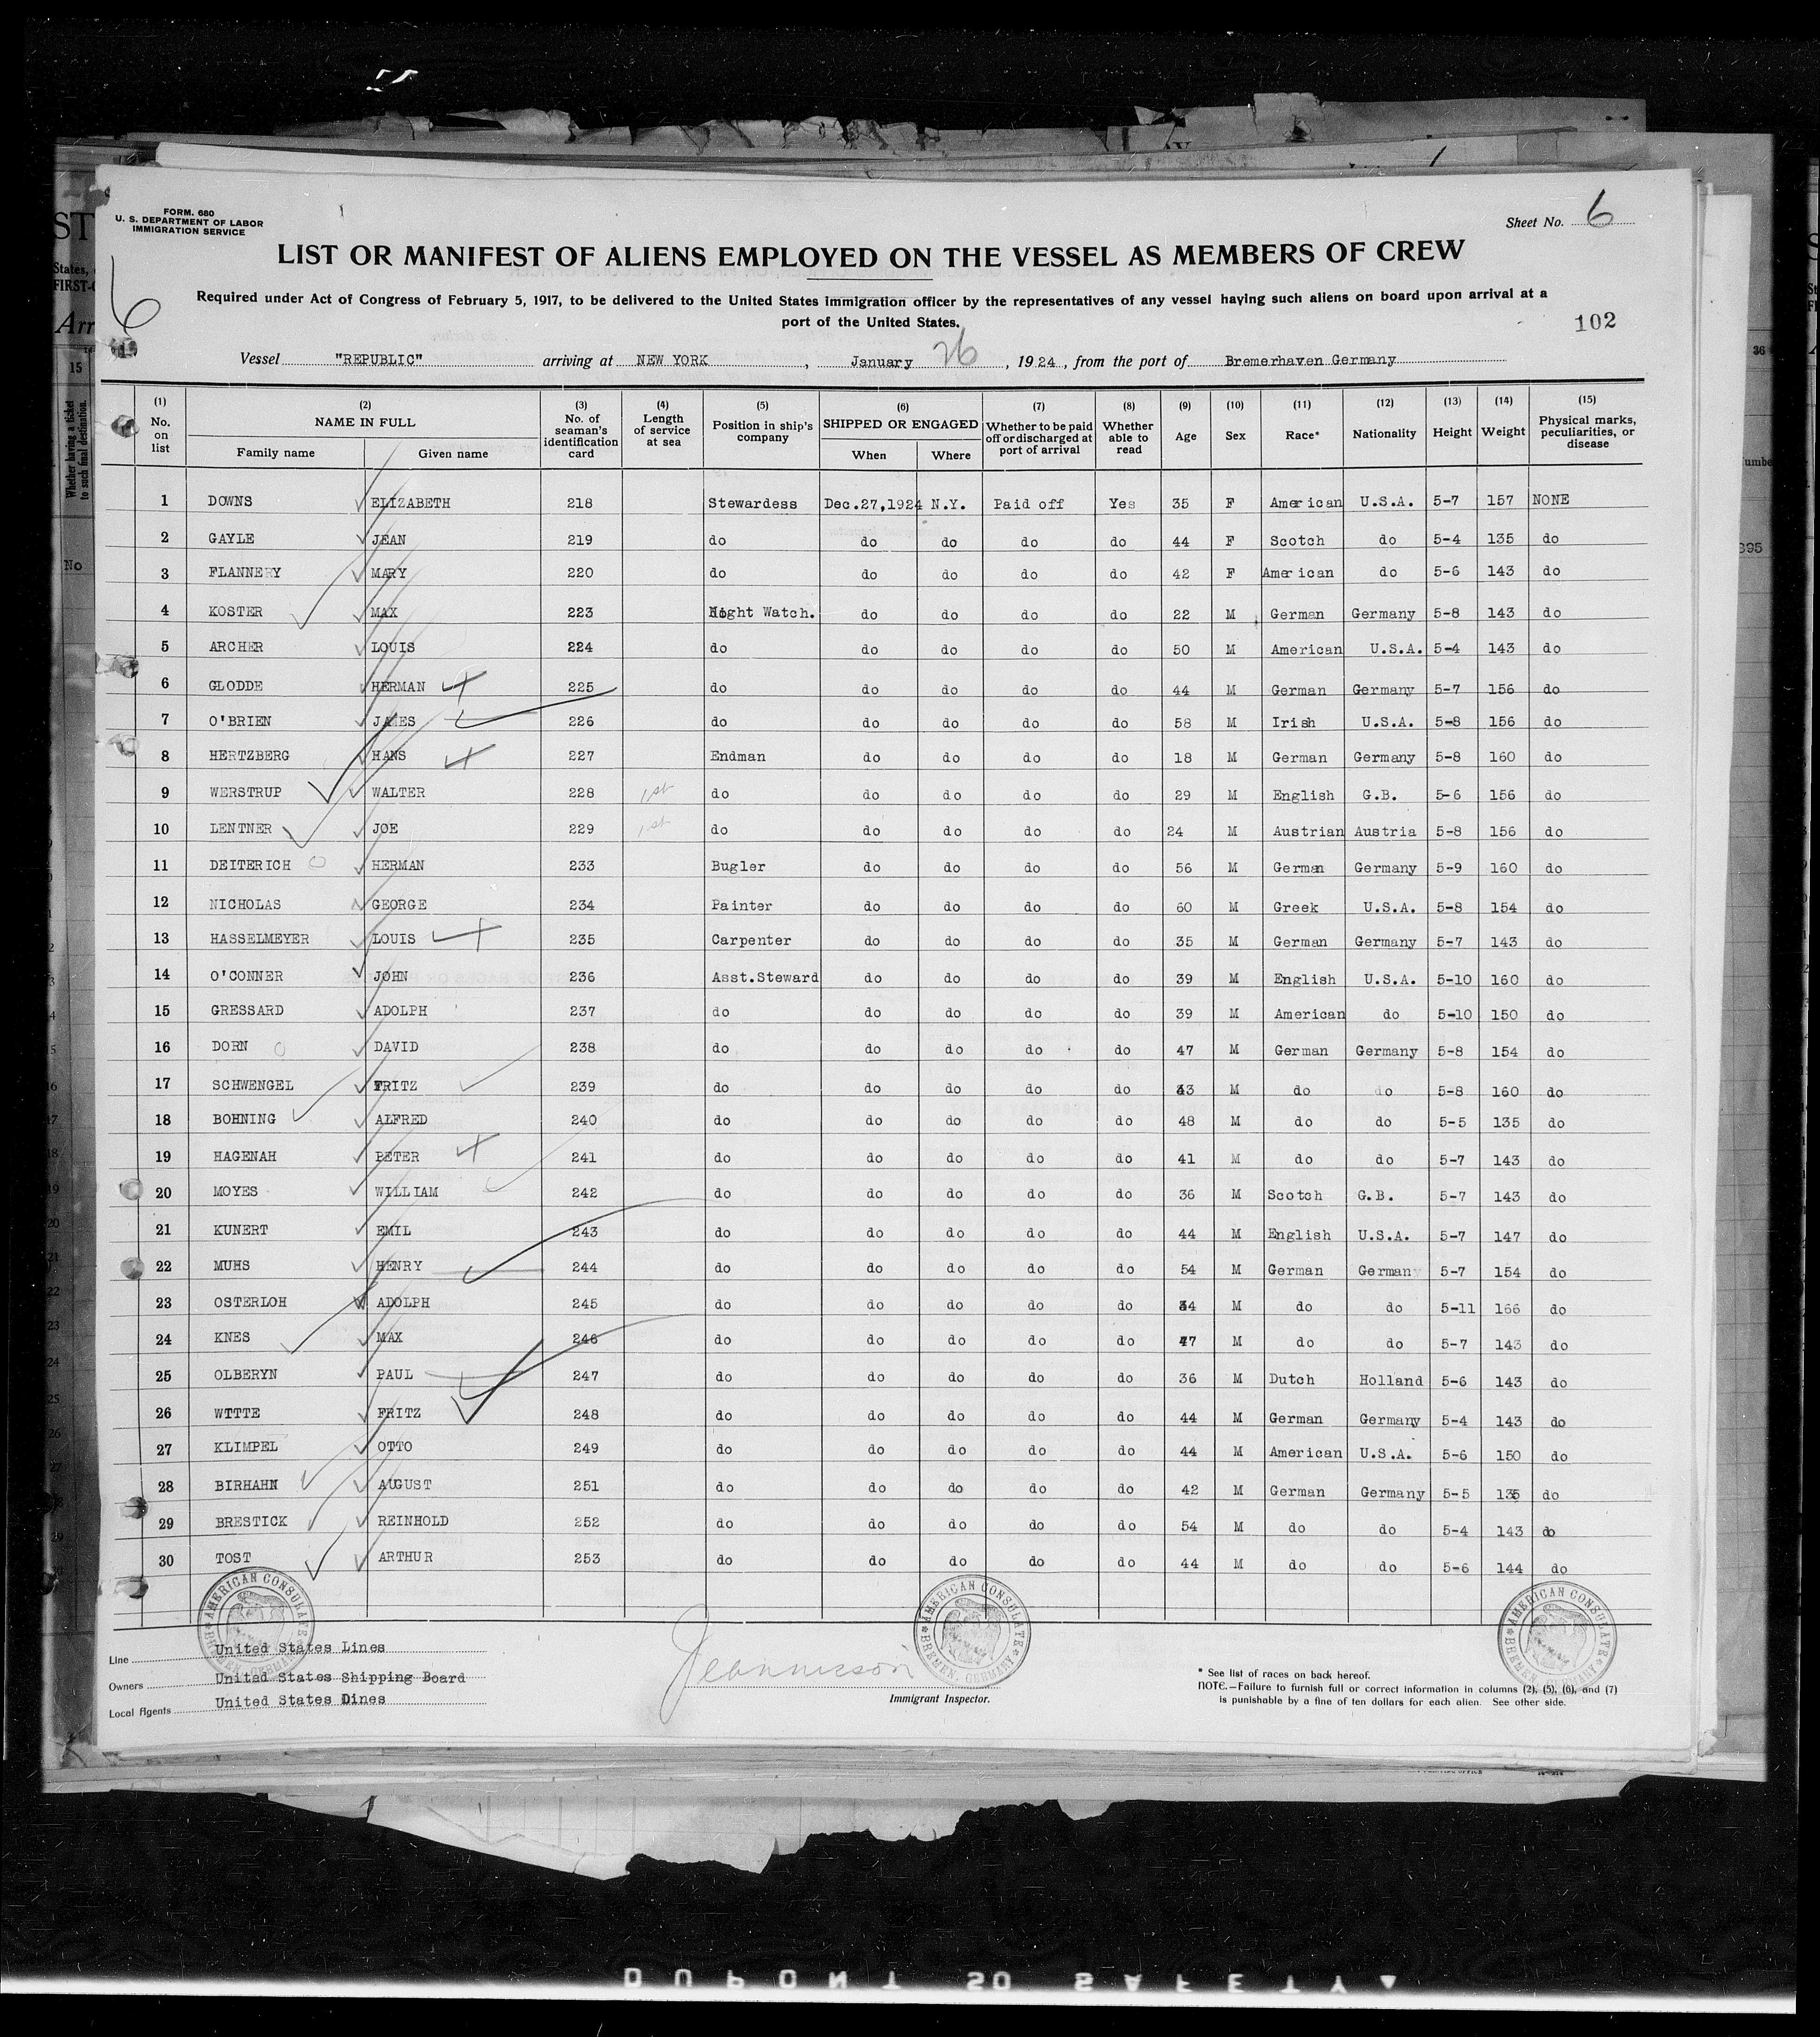 FORM. 680
U. S. DEPARTMENT OF LABOR
IMMIGRATION SERVICE
Sheet No. 6
LIST OR MANIFEST OF ALIENS EMPLOYED ON THE VESSEL AS MEMBERS OF CREW
Required under Act of Congress of February 5, 1917, to be delivered to the United States immigration officer by the representatives of any vessel having such aliens on board upon arrival at a
port of the United States.
6
102
Vessel "REPUBLIC" arriving at NEW YORK, January 26, 1924, from the port of Bremerhaven Germany
(1) No. on list (2) NAME IN FULL Family name Given name (3) No. of seaman's identification card (4) Length of service at sea (5) Position in ship's company (6) SHIPPED OR ENGAGED When Where (7) Whether to be paid off or discharged at port of arrival (8) Whether able to read (9) Age (10) Sex (11) Race* (12) Nationality (13) Height (14) Weight (15) Physical marks, peculiarities, or disease
1 DOWNS ELIZABETH 218 Stewardess Dec.27,1924 N.Y. Paid off Yes 35 F American U.S.A. 5-7 157 NONE
2 GAYLE JEAN 219 do do do do do 44 F Scotch do 5-4 135 do
3 FLANNERY MARY 220 do do do do do 42 F American do 5-6 143 do
4 KOSTER MAX 223 Night Watch. do do do do 22 M German Germany 5-8 143 do
5 ARCHER LOUIS 224 do do do do do 50 M American U.S.A. 5-4 143 do
6 GLODDE HERMAN 225 do do do do do 44 M German Germany 5-7 156 do
7 O'BRIEN JAMES 226 do do do do do 58 M Irish U.S.A. 5-8 156 do
8 HERTZBERG HANS 227 Endman do do do do 18 M German Germany 5-8 160 do
9 WERSTRUP WALTER 228 1st do do do do do 29 M English G.B. 5-6 156 do
10 LENTNER JOE 229 1st do do do do do 24 M Austrian Austria 5-8 156 do
11 DEITERICH HERMAN 233 Bugler do do do do 56 M German Germany 5-9 160 do
12 NICHOLAS GEORGE 234 Painter do do do do 60 M Greek U.S.A. 5-8 154 do
13 HASSELMEYER LOUIS 235 Carpenter do do do do 35 M German Germany 5-7 143 do
14 O'CONNER JOHN 236 Asst.Steward do do do do 39 M English U.S.A. 5-10 160 do
15 GRESSARD ADOLPH 237 do do do do do 39 M American do 5-10 150 do
16 DORN DAVID 238 do do do do do 47 M German Germany 5-8 154 do
17 SCHWENGEL FRITZ 239 do do do do do 43 M do do 5-8 160 do
18 BOHNING ALFRED 240 do do do do do 48 M do do 5-5 135 do
19 HAGENAH PETER 241 do do do do do 41 M do do 5-7 143 do
20 MOYES WILLIAM 242 do do do do do 36 M Scotch G.B. 5-7 143 do
21 KUNERT EMIL 243 do do do do do 44 M English U.S.A. 5-7 147 do
22 MUHS HENRY 244 do do do do do 54 M German Germany 5-7 154 do
23 OSTERLOH ADOLPH 245 do do do do do 34 M do do 5-11 166 do
24 KNES MAX 246 do do do do do 47 M do do 5-7 143 do
25 OLBERYN PAUL 247 do do do do do 36 M Dutch Holland 5-6 143 do
26 WTTTE FRITZ 248 do do do do do 44 M German Germany 5-4 143 do
27 KLIMPEL OTTO 249 do do do do do 44 M American U.S.A. 5-6 150 do
28 BIRHAHN AUGUST 251 do do do do do 42 M German Germany 5-5 135 do
29 BRESTICK REINHOLD 252 do do do do do 54 M do do 5-4 143 do
30 TOST ARTHUR 253 do do do do do 44 M do do 5-6 144 do
AMERICAN CONSULATE BREMEN, GERMANY
AMERICAN CONSULATE BREMEN, GERMANY
AMERICAN CONSULATE BREMEN, GERMANY
Line United States Lines
Owners United States Shipping Board
Local Agents United States Dines
Immigrant Inspector.
* See list of races on back hereof.
NOTE.—Failure to furnish full or correct information in columns (2), (5), (6), and (7)
is punishable by a fine of ten dollars for each alien. See other side.
DUPONT SO SAFETY